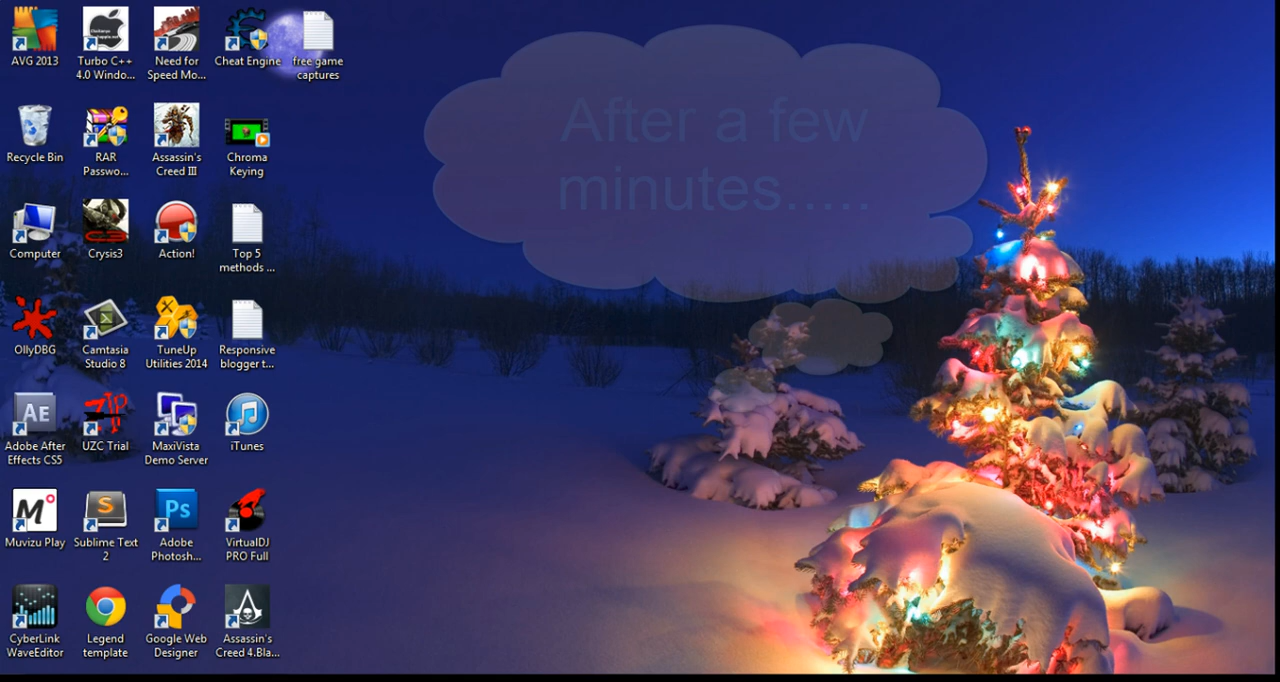 AVG 2013
Turbo C++
4.0 Windo...
Need for
Speed Mo...
Cheat Engine
free game
captures
After a few
minutes.....
Recycle Bin
RAR
Passwo...
Assassin's
Creed III
Chroma
Keying
Computer
Crysis3
Action!
Top 5
methods ...
OllyDBG
Camtasia
Studio 8
TuneUp
Utilities 2014
Responsive
blogger t...
AE
Adobe After
Effects CS5
ZIP
UZC Trial
MaxiVista
Demo Server
iTunes
M
Muvizu Play
S
Sublime Text
2
Ps
Adobe
Photosh...
VirtualDJ
PRO Full
CyberLink
WaveEditor
Legend
template
Google Web
Designer
Assassin's
Creed 4.Bla...